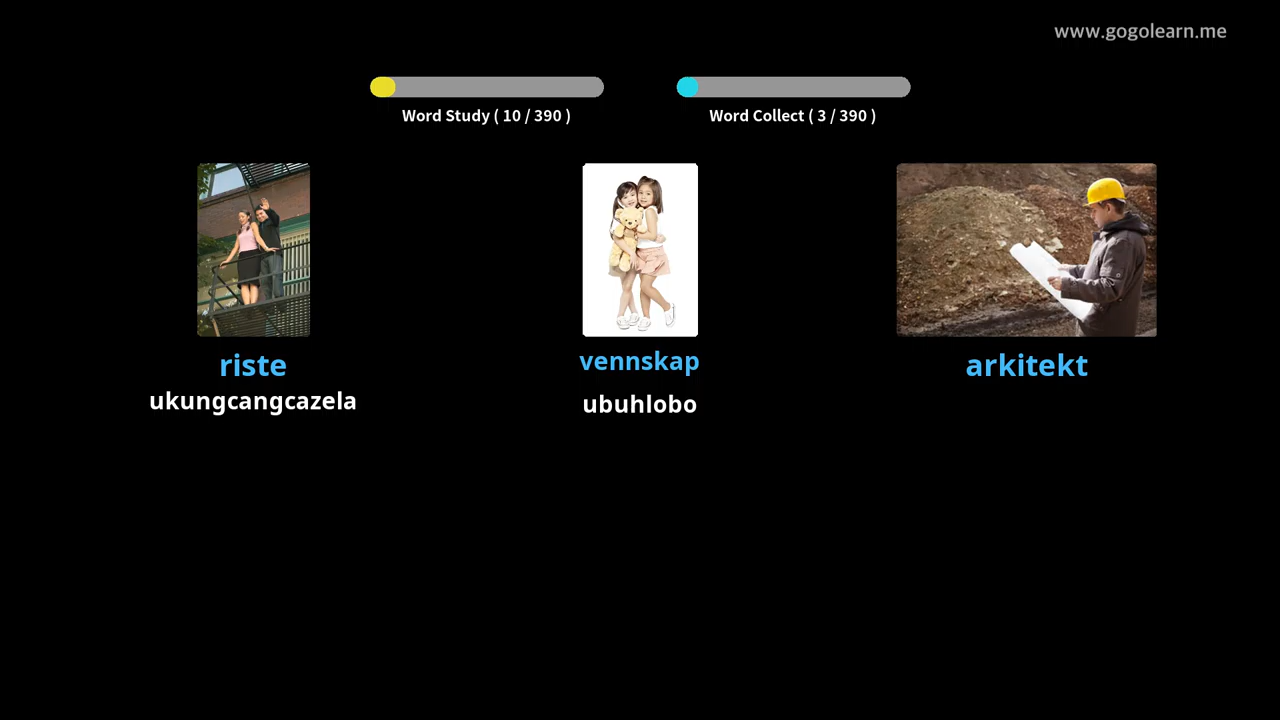 www.gogolearn.me
Word Study ( 10 / 390 )
Word Collect ( 3 / 390 )
riste
ukungcangcazela
vennskap
ubuhlobo
arkitekt